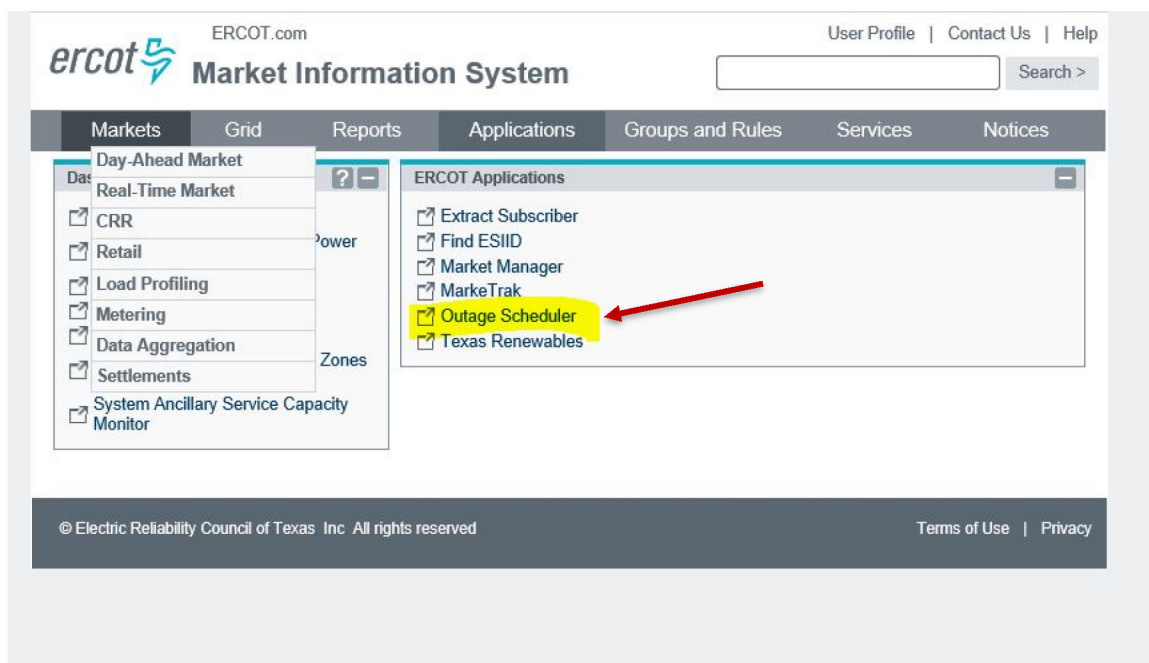 ercot
ERCOT.com
User Profile | Contact Us | Help
Market Information System
Search >
Markets Grid Reports Applications Groups and Rules Services Notices
Day-Ahead Market
Real-Time Market
CRR
Retail
Load Profiling
Metering
Data Aggregation
Settlements
? 
Power
Zones
System Ancillary Service Capacity
Monitor
ERCOT Applications
Extract Subscriber
Find ESIID
Market Manager
MarkeTrak
Outage Scheduler
Texas Renewables
© Electric Reliability Council of Texas Inc All rights reserved
Terms of Use | Privacy